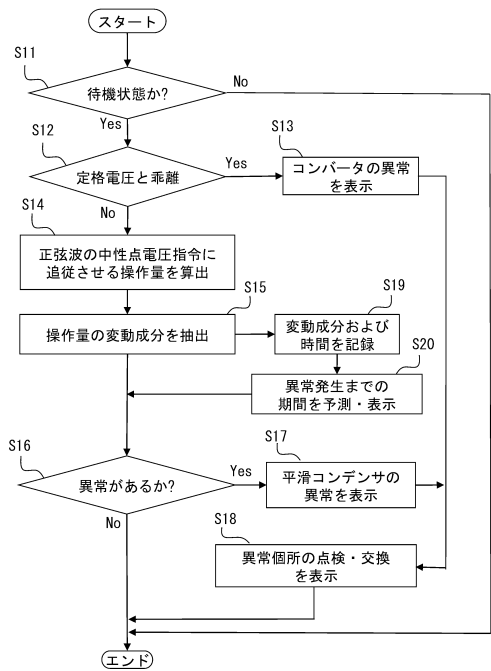 スタート
S11
待機状態か?
No
Yes
S12
定格電圧と乖離
Yes
No
S13
コンバータの異常
を表示
S14
正弦波の中性点電圧指令に
追従させる操作量を算出
S15
操作量の変動成分を抽出
S19
変動成分および
時間を記録
S20
異常発生までの
期間を予測・表示
S16
異常があるか?
Yes
No
S17
平滑コンデンサの
異常を表示
S18
異常個所の点検・交換
を表示
エンド